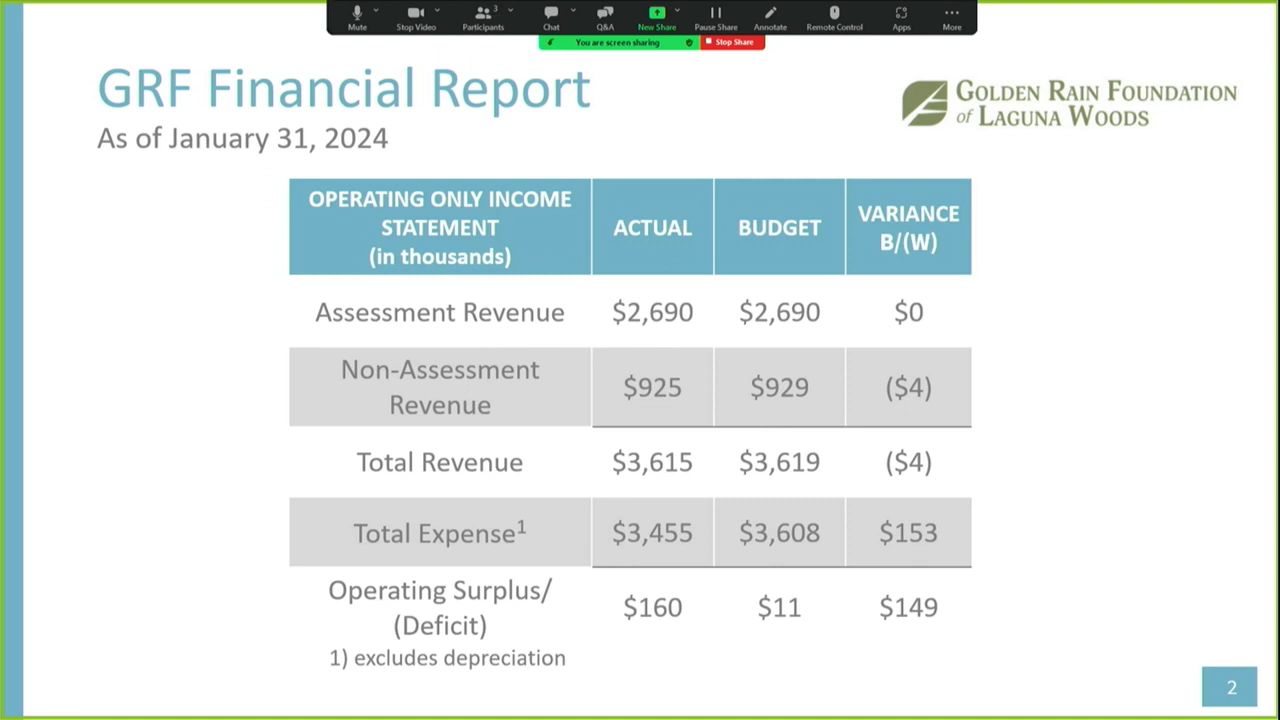 Mute
Stop Video
Participants
3
Chat
Q&A
New Share
Pause Share
Annotate
Remote Control
Apps
More
You are screen sharing
Stop Share
GRF Financial Report
As of January 31, 2024
GOLDEN RAIN FOUNDATION
of LAGUNA WOODS
OPERATING ONLY INCOME
STATEMENT
(in thousands)
ACTUAL
BUDGET
VARIANCE
B/(W)
Assessment Revenue $2,690 $2,690 $0
Non-Assessment
Revenue
$925 $929 ($4)
Total Revenue $3,615 $3,619 ($4)
Total Expense¹ $3,455 $3,608 $153
Operating Surplus/
(Deficit)
$160 $11 $149
1) excludes depreciation
2